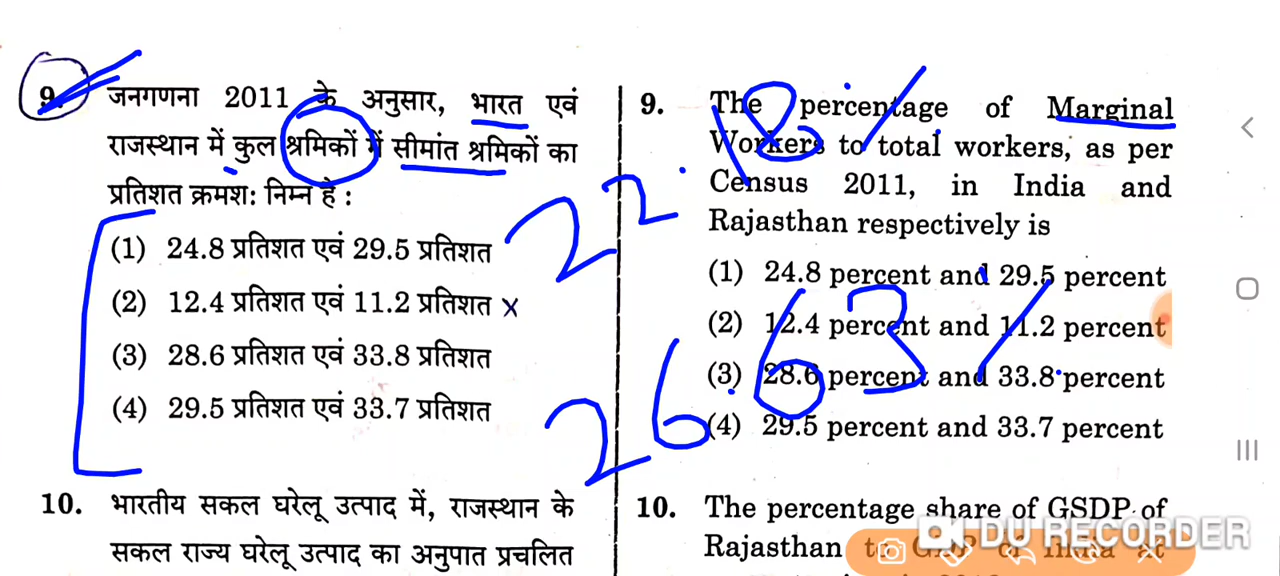 9. जनगणना 2011 के अनुसार, भारत एवं
राजस्थान में कुल श्रमिकों में सीमांत श्रमिकों का
प्रतिशत क्रमश: निम्न है :
(1) 24.8 प्रतिशत एवं 29.5 प्रतिशत
(2) 12.4 प्रतिशत एवं 11.2 प्रतिशत x
(3) 28.6 प्रतिशत एवं 33.8 प्रतिशत
(4) 29.5 प्रतिशत एवं 33.7 प्रतिशत
10. भारतीय सकल घरेलू उत्पाद में, राजस्थान के
सकल राज्य घरेलू उत्पाद का अनुपात प्रचलित
9. The percentage of Marginal
Workers to total workers, as per
Census 2011, in India and
Rajasthan respectively is
(1) 24.8 percent and 29.5 percent
(2) 12.4 percent and 11.2 percent
(3) 28.6 percent and 33.8 percent
(4) 29.5 percent and 33.7 percent
10. The percentage share of GSDP of
Rajasthan to GDP of India at
22.18%
26.63%
DU RECORDER